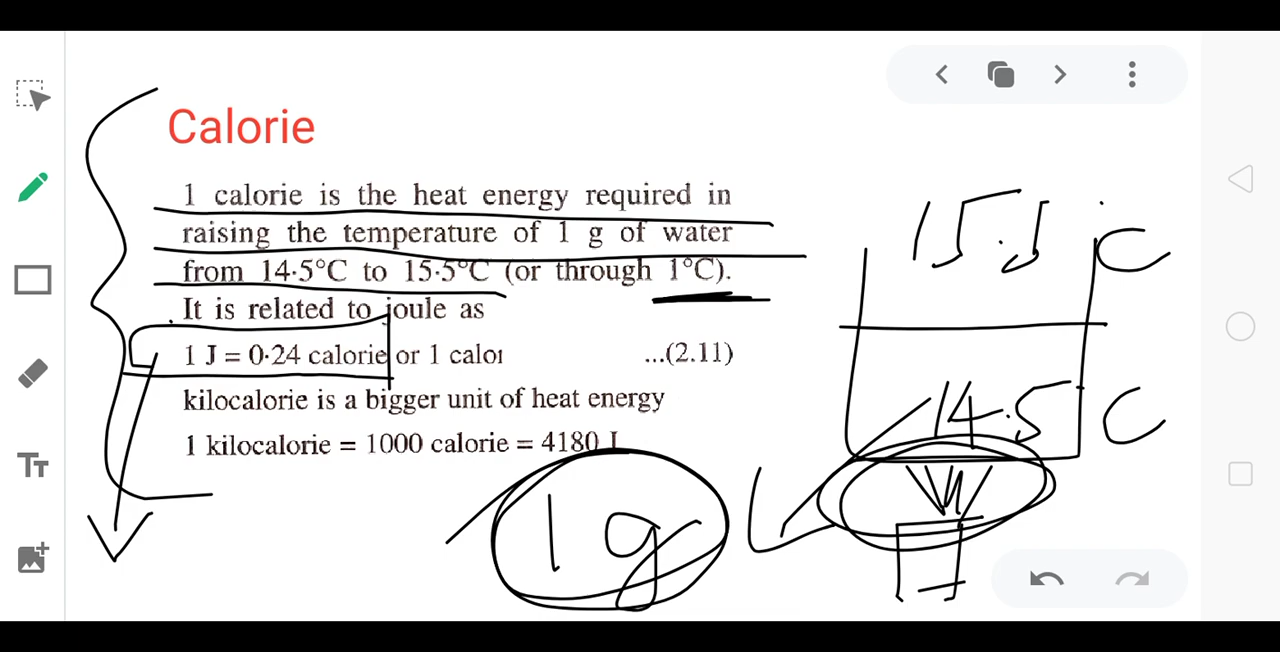 Calorie
1 calorie is the heat energy required in
raising the temperature of 1 g of water
from 14·5°C to 15·5°C (or through 1°C).
It is related to joule as
1 J = 0·24 calorie or 1 ...(2.11)
kilocalorie is a bigger unit of heat energy
1 kilocalorie = 1000 calorie = 4180 J
15.5 °C
14.5 C
1 g
TT